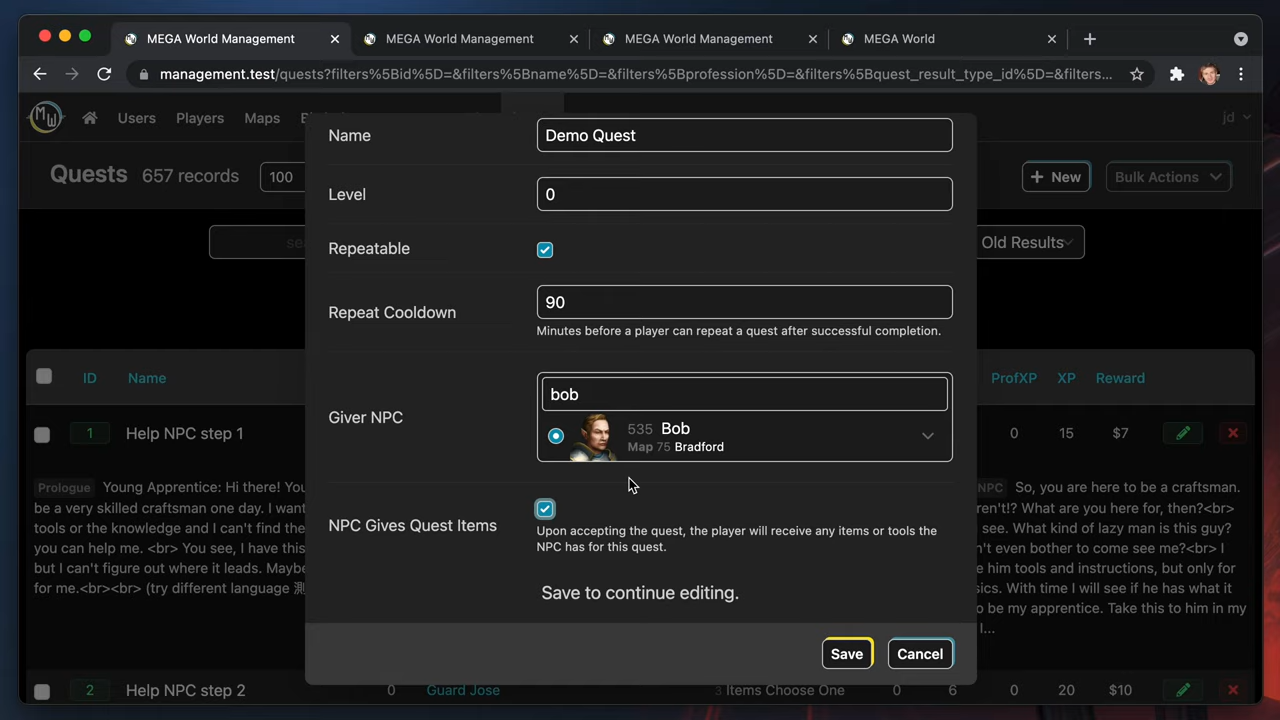 MEGA World Management
MEGA World Management
MEGA World Management
MEGA World
management.test/quests?filters%5Bid%5D=&filters%5Bname%5D=&filters%5Bprofession%5D=&filters%5Bquest_result_type_id%5D=&filters...
MW
Users
Players
Maps
jd
Quests
657 records
100
+ New
Bulk Actions
Old Results
ID
Name
ProfXP
XP
Reward
1
Help NPC step 1
0
15
$7
Prologue Young Apprentice: Hi there!
be a very skilled craftsman one day. I want
tools or the knowledge and I can't find the
you can help me. <br> You see, I have this
but I can't figure out where it leads. Maybe
for me.<br><br> (try different language 測
NPC So, you are here to be a craftsman.
What are you here for, then?<br>
see. What kind of lazy man is this guy?
even bother to come see me?<br> I
him tools and instructions, but only for
With time I will see if he has what it
be my apprentice. Take this to him in my
I...
2
Help NPC step 2
0
Guard Jose
3 Items Choose One
0
6
0
20
$10
Name
Demo Quest
Level
0
Repeatable
Repeat Cooldown
90
Minutes before a player can repeat a quest after successful completion.
Giver NPC
bob
535 Bob
Map 75 Bradford
NPC Gives Quest Items
Upon accepting the quest, the player will receive any items or tools the
NPC has for this quest.
Save to continue editing.
Save
Cancel